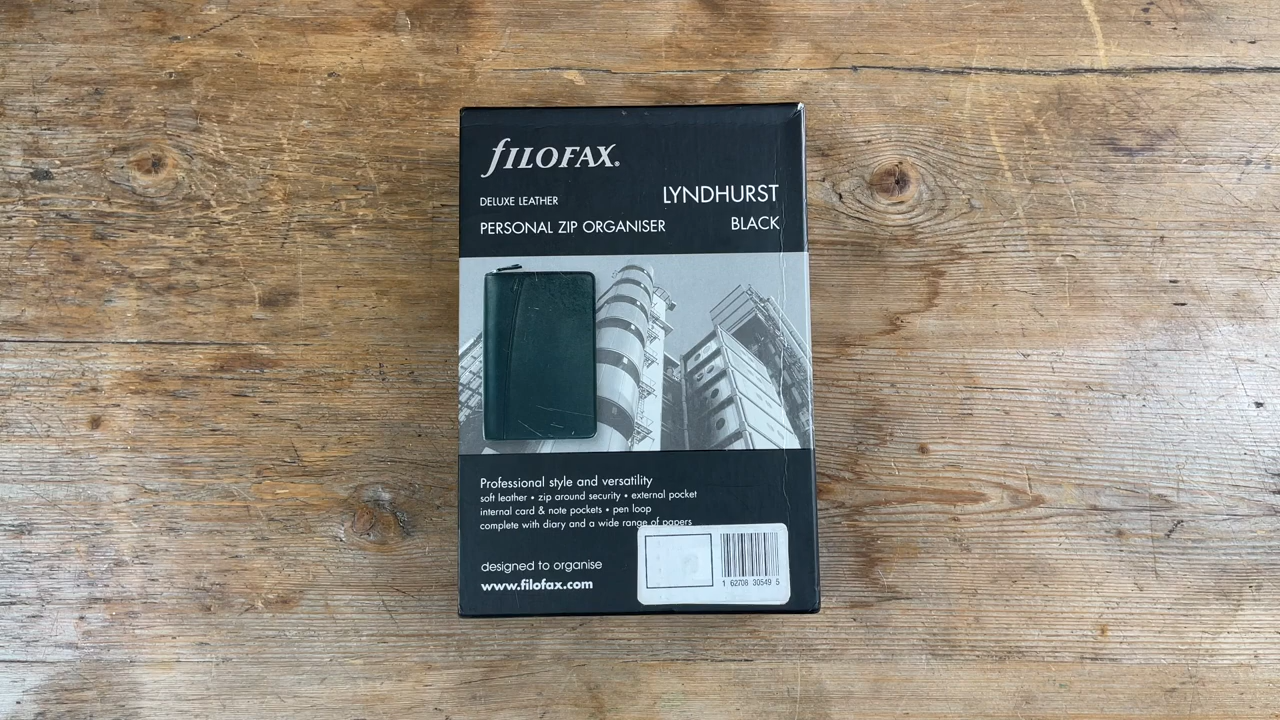 fILOFAX®
DELUXE LEATHER
LYNDHURST
PERSONAL ZIP ORGANISER
BLACK
Professional style and versatility
soft leather • zip around security • external pocket
internal card & note pockets • pen loop
complete with diary and a wide range of papers
designed to organise
www.filofax.com
1 62708 30549 5